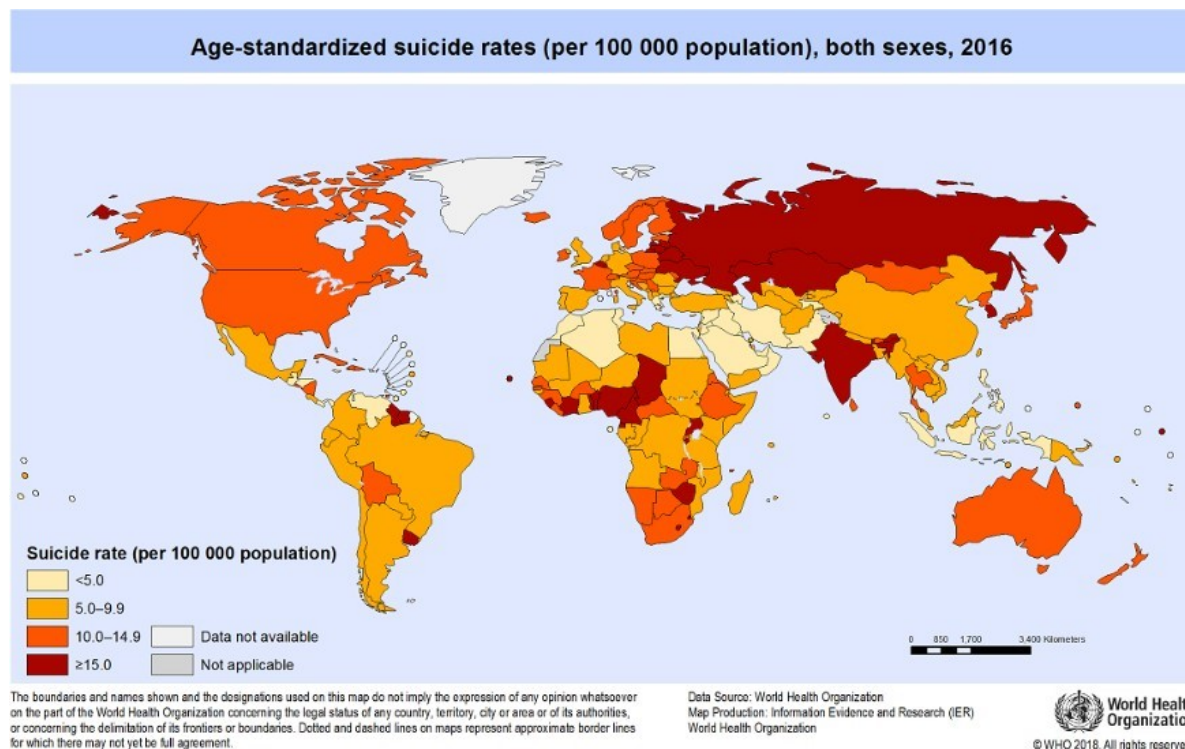 Age-standardized suicide rates (per 100 000 population), both sexes, 2016
Suicide rate (per 100 000 population)
<5.0
5.0–9.9
10.0–14.9
≥15.0
Data not available
Not applicable
0 850 1,700 3,400 Kilometers
The boundaries and names shown and the designations used on this map do not imply the expression of any opinion whatsoever
on the part of the World Health Organization concerning the legal status of any country, territory, city or area or of its authorities,
or concerning the delimitation of its frontiers or boundaries. Dotted and dashed lines on maps represent approximate border lines
for which there may not yet be full agreement.
Data Source: World Health Organization
Map Production: Information Evidence and Research (IER)
World Health Organization
World Healt
Organizatio
© WHO 2018. All rights reserve